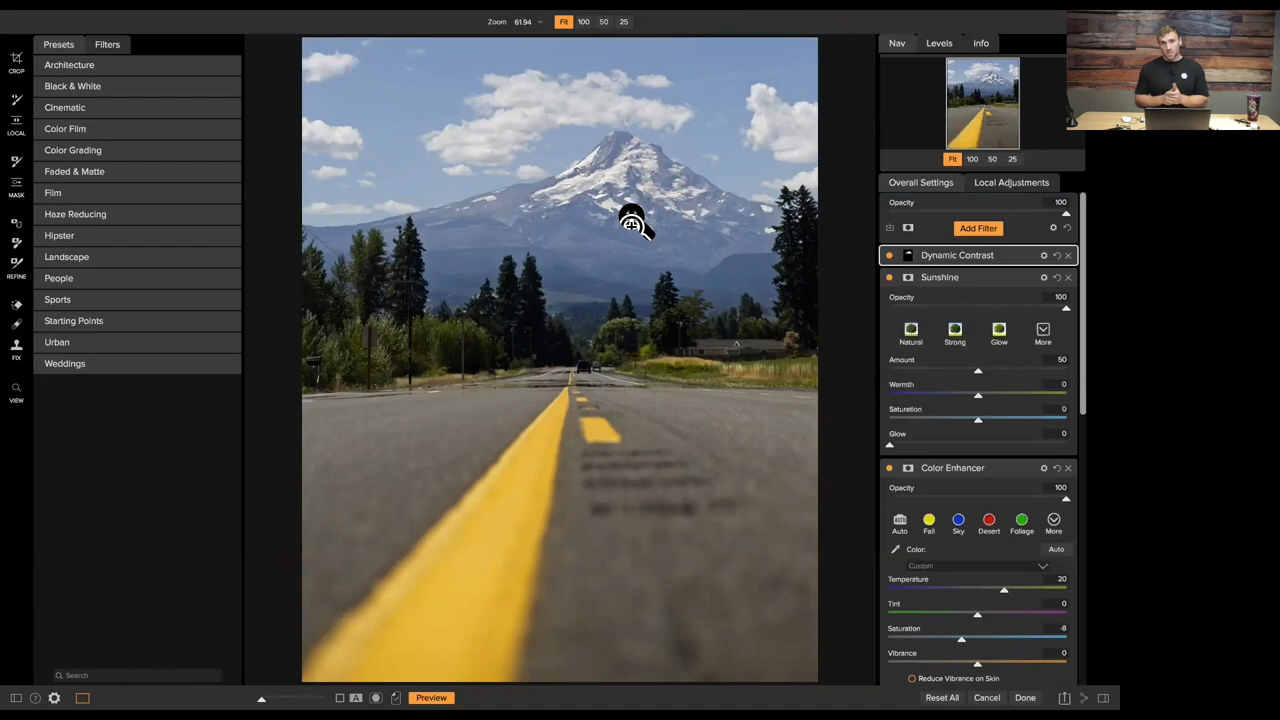 Zoom 61.94 Fit 100 50 25
Presets Filters
Architecture
Black & White
Cinematic
Color Film
Color Grading
Faded & Matte
Film
Haze Reducing
Hipster
Landscape
People
Sports
Starting Points
Urban
Weddings
Search
CROP
LOCAL
MASK
REFINE
FIX
VIEW
Nav Levels Info
Fit 100 50 25
Overall Settings Local Adjustments
Opacity 100
Add Filter
Dynamic Contrast
Sunshine
Opacity 100
Natural Strong Glow More
Amount 50
Warmth 0
Saturation 0
Glow 0
Color Enhancer
Opacity 100
AUTO
Auto Fall Sky Desert Foliage More
Color: Auto
Custom
Temperature 20
Tint 0
Saturation -8
Vibrance 0
Reduce Vibrance on Skin
? A Preview Reset All Cancel Done